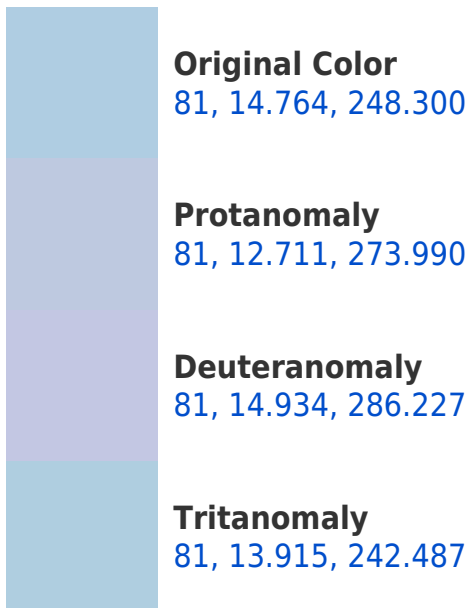 Original Color
81, 14.764, 248.300
Protanomaly
81, 12.711, 273.990
Deuteranomaly
81, 14.934, 286.227
Tritanomaly
81, 13.915, 242.487